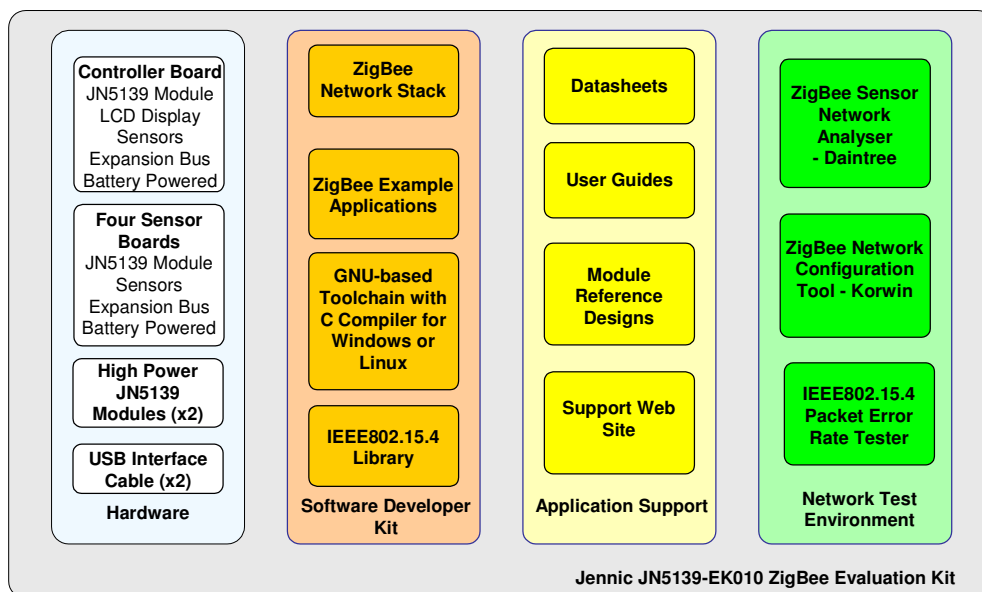 Controller Board
JN5139 Module
LCD Display
Sensors
Expansion Bus
Battery Powered
Four Sensor
Boards
JN5139 Module
Sensors
Expansion Bus
Battery Powered
High Power
JN5139
Modules (x2)
USB Interface
Cable (x2)
Hardware
ZigBee
Network Stack
ZigBee Example
Applications
GNU-based
Toolchain with
C Compiler for
Windows or
Linux
IEEE802.15.4
Library
Software Developer
Kit
Datasheets
User Guides
Module
Reference
Designs
Support Web
Site
Application Support
ZigBee Sensor
Network
Analyser
- Daintree
ZigBee Network
Configuration
Tool - Korwin
IEEE802.15.4
Packet Error
Rate Tester
Network Test
Environment
Jennic JN5139-EK010 ZigBee Evaluation Kit